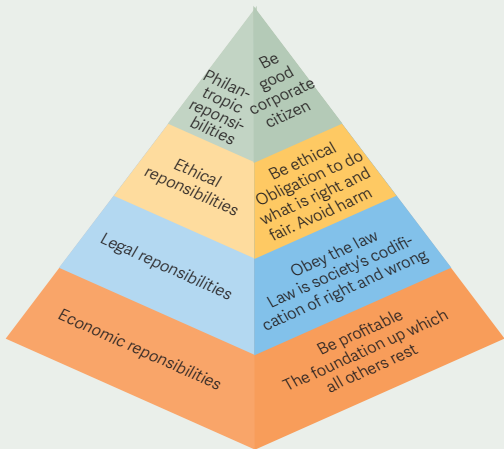 Philan-
tropic
reponsi-
bilities
Be
good
corporate
citizen
Ethical
reponsibilities
Be ethical
Obligation to do
what is right and
fair. Avoid harm
Legal reponsibilities
Obey the law
Law is society's codifi-
cation of right and wrong
Economic reponsibilities
Be profitable
The foundation up which
all others rest